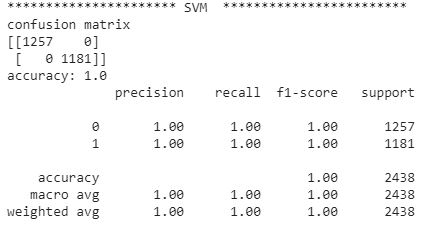 *********************** SVM *************************
confusion matrix
[[1257    0]
 [   0 1181]]
accuracy: 1.0
              precision    recall  f1-score   support

           0       1.00      1.00      1.00      1257
           1       1.00      1.00      1.00      1181

    accuracy                           1.00      2438
   macro avg       1.00      1.00      1.00      2438
weighted avg       1.00      1.00      1.00      2438